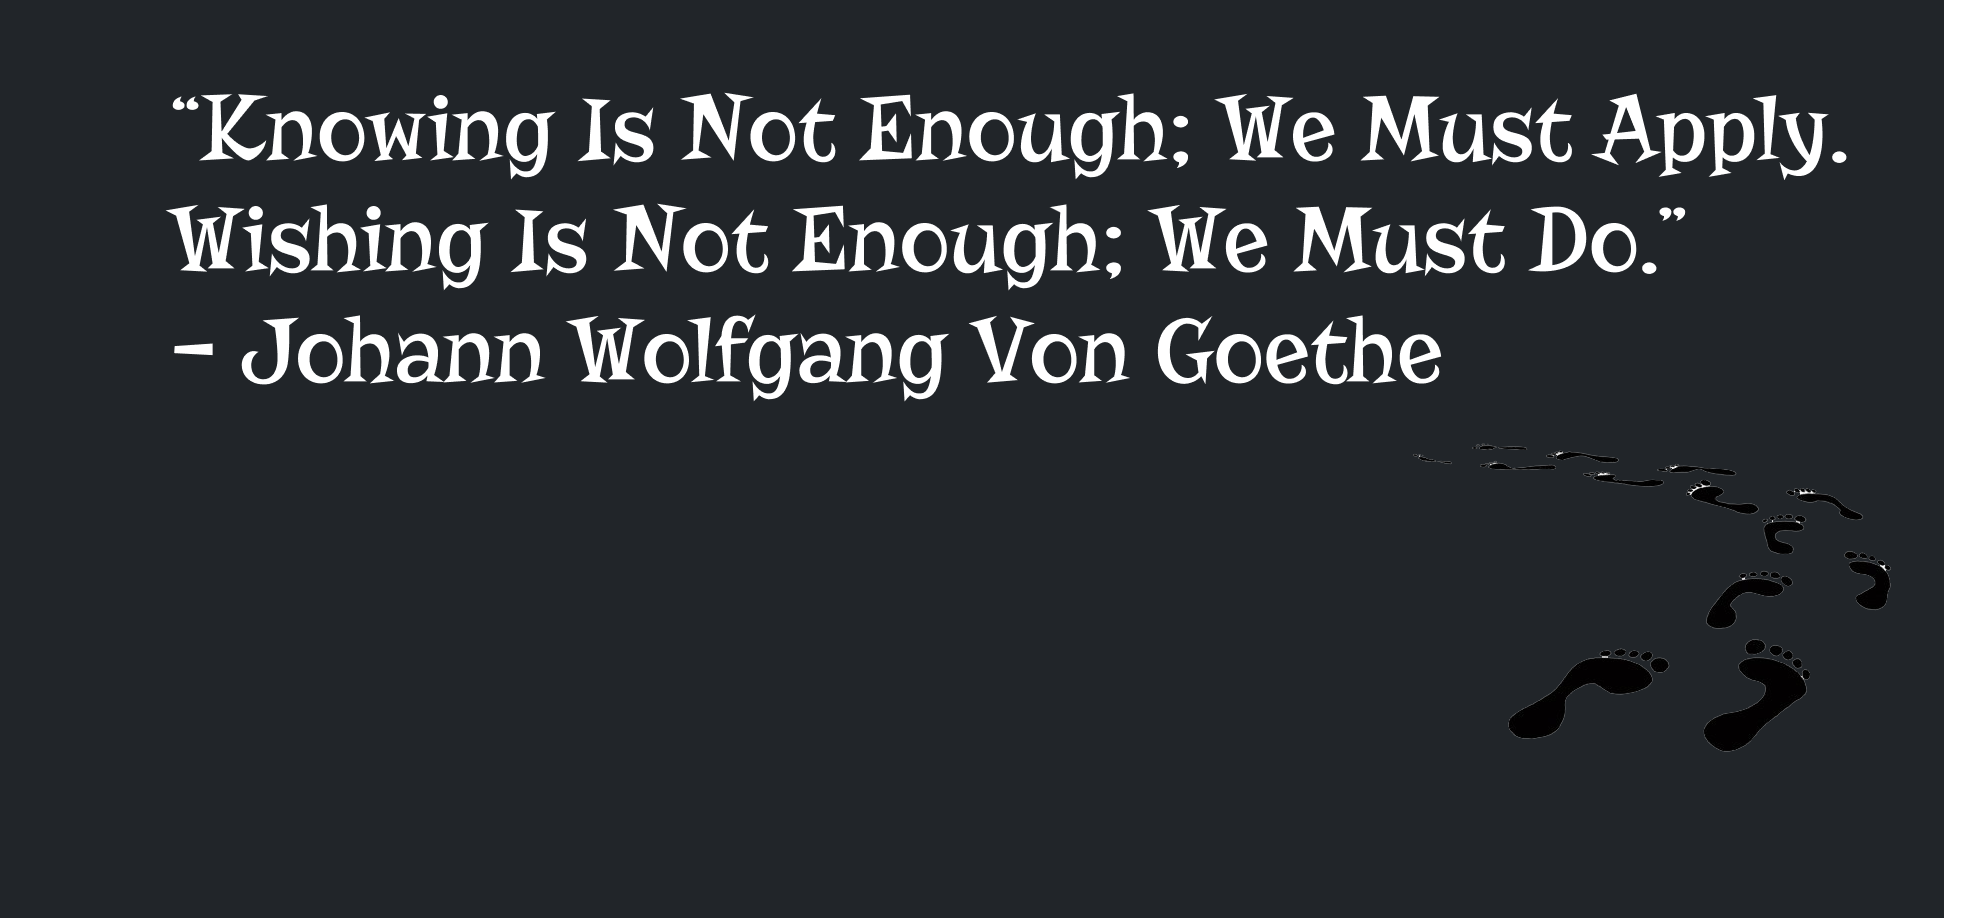 “Knowing Is Not Enough; We Must Apply.
Wishing Is Not Enough; We Must Do.”
- Johann Wolfgang Von Goethe